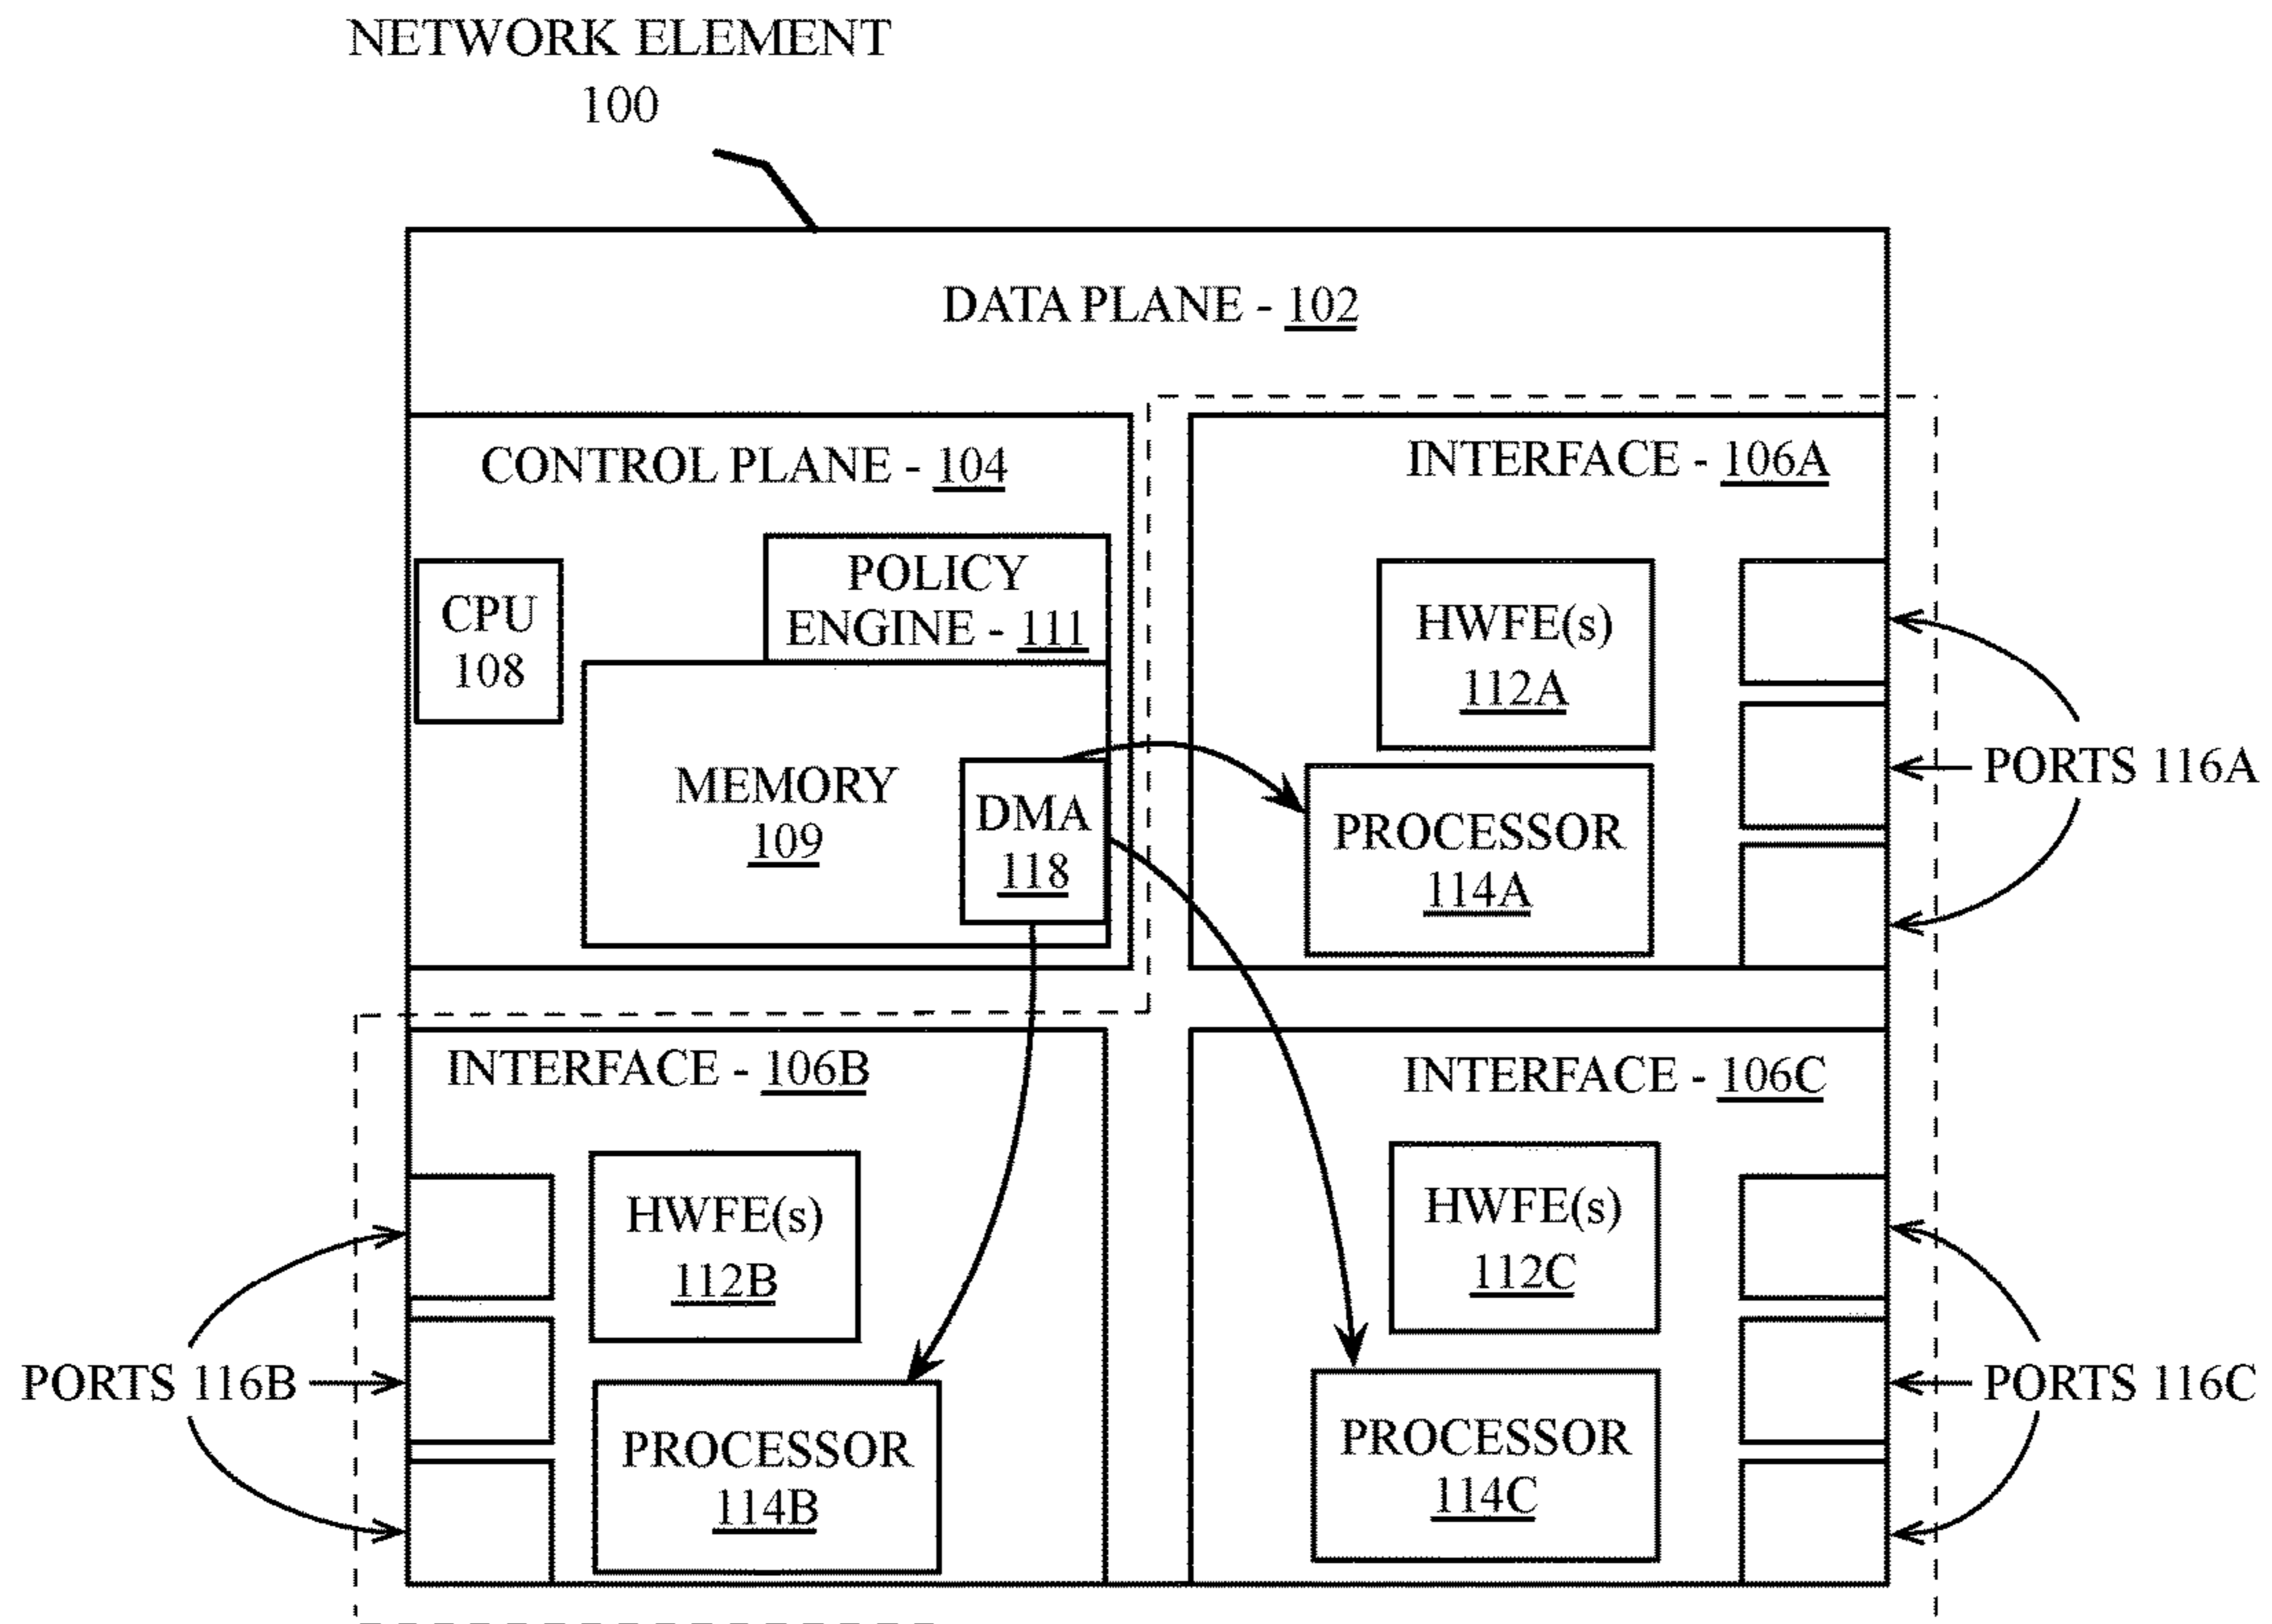 NETWORK ELEMENT
100
DATA PLANE - 102
CONTROL PLANE - 104
CPU
108
POLICY
ENGINE - 111
MEMORY
109
DMA
118
INTERFACE - 106A
HWFE(s)
112A
PROCESSOR
114A
PORTS 116A
INTERFACE - 106B
HWFE(s)
112B
PROCESSOR
114B
PORTS 116B
INTERFACE - 106C
HWFE(s)
112C
PROCESSOR
114C
PORTS 116C